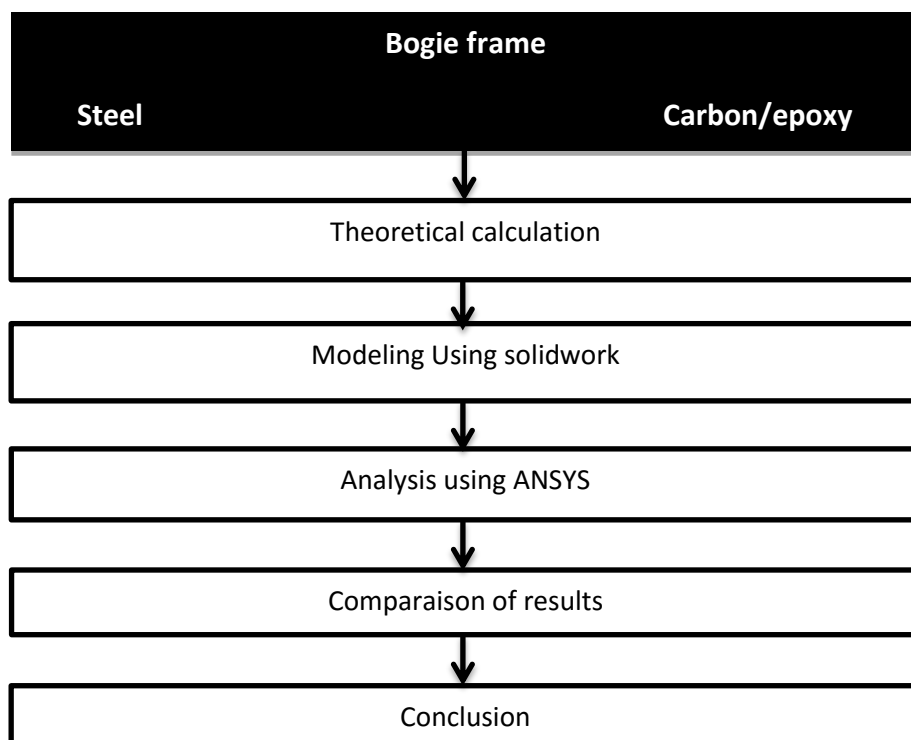 Bogie frame
Steel Carbon/epoxy
Theoretical calculation
Modeling Using solidwork
Analysis using ANSYS
Comparaison of results
Conclusion